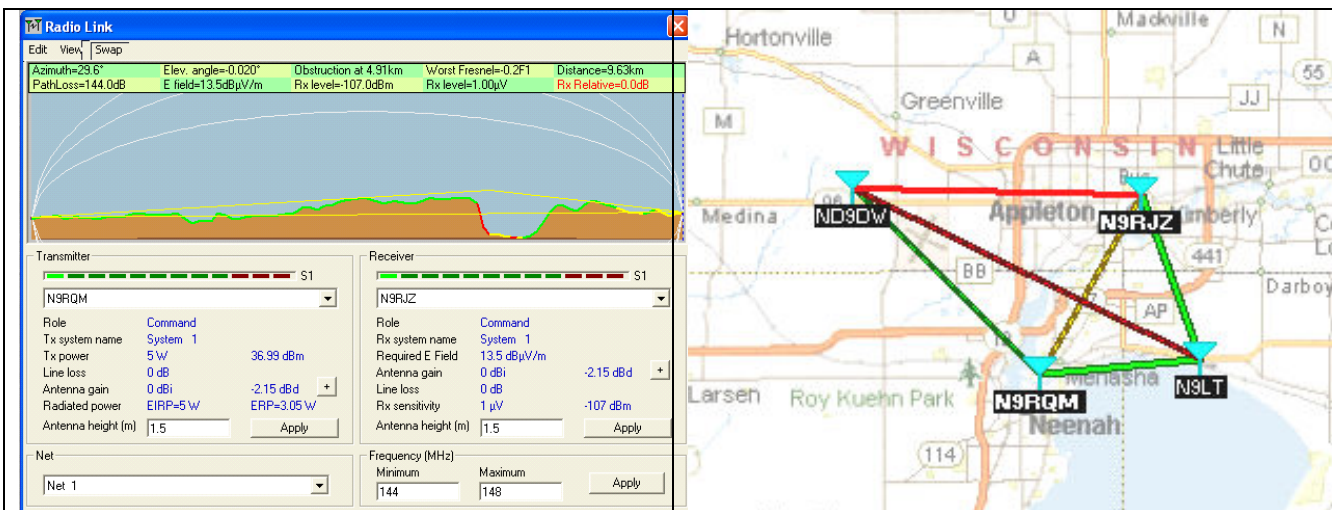 Radio Link
Edit View Swap
Azimuth=29.6° Elev. angle=-0.020° Obstruction at 4.91km Worst Fresnel=-0.2F1 Distance=9.63km
PathLoss=144.0dB E field=13.5dBµV/m Rx level=-107.0dBm Rx level=1.00µV Rx Relative=0.0dB
Transmitter
S1
N9RQM
Role Command
Tx system name System 1
Tx power 5 W 36.99 dBm
Line loss 0 dB
Antenna gain 0 dBi -2.15 dBd +
Radiated power EIRP=5 W ERP=3.05 W
Antenna height (m) 1.5 Apply
Net
Net 1
Receiver
S1
N9RJZ
Role Command
Rx system name System 1
Required E Field 13.5 dBµV/m
Antenna gain 0 dBi -2.15 dBd +
Line loss 0 dB
Rx sensitivity 1 µV -107 dBm
Antenna height (m) 1.5 Apply
Frequency (MHz)
Minimum Maximum
144 148 Apply
Mackville
Hortonville
N
A
55
Greenville
JJ
M
WISCONSIN
Little
Chute
OO
96
Medina
ND9DW
Appleton
N9RJZ
Kimberly
441
BB
Darboy
AP
Larsen
Roy Kuehn Park
Menasha
N9LT
N9RQM
Neenah
114